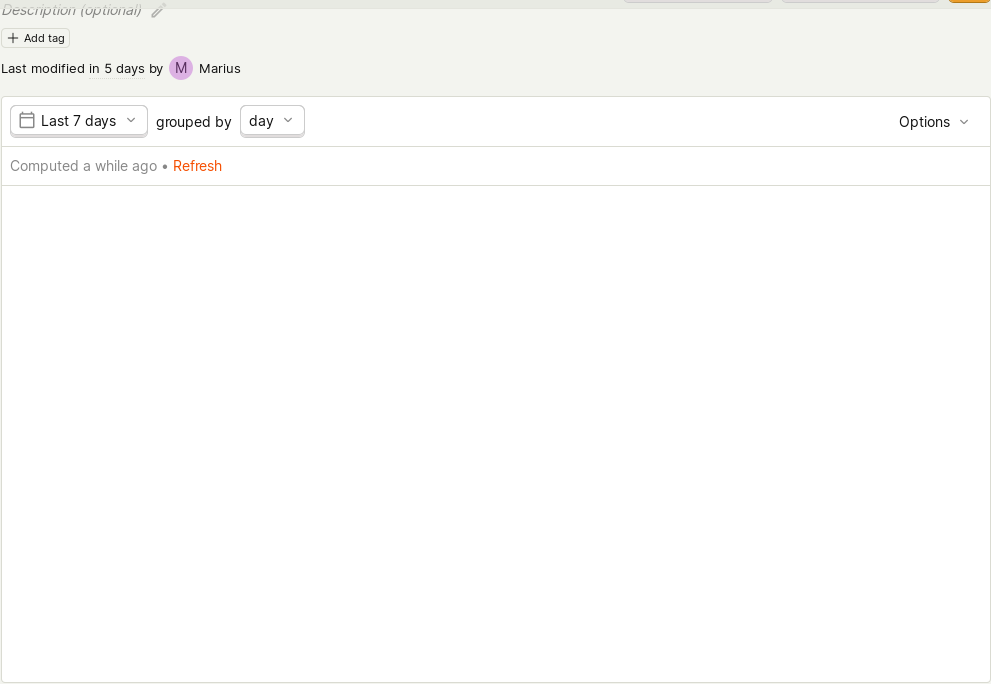 Description (optional)
Add tag
Last modified in 5 days by M Marius
Last 7 days grouped by day Options
Computed a while ago • Refresh